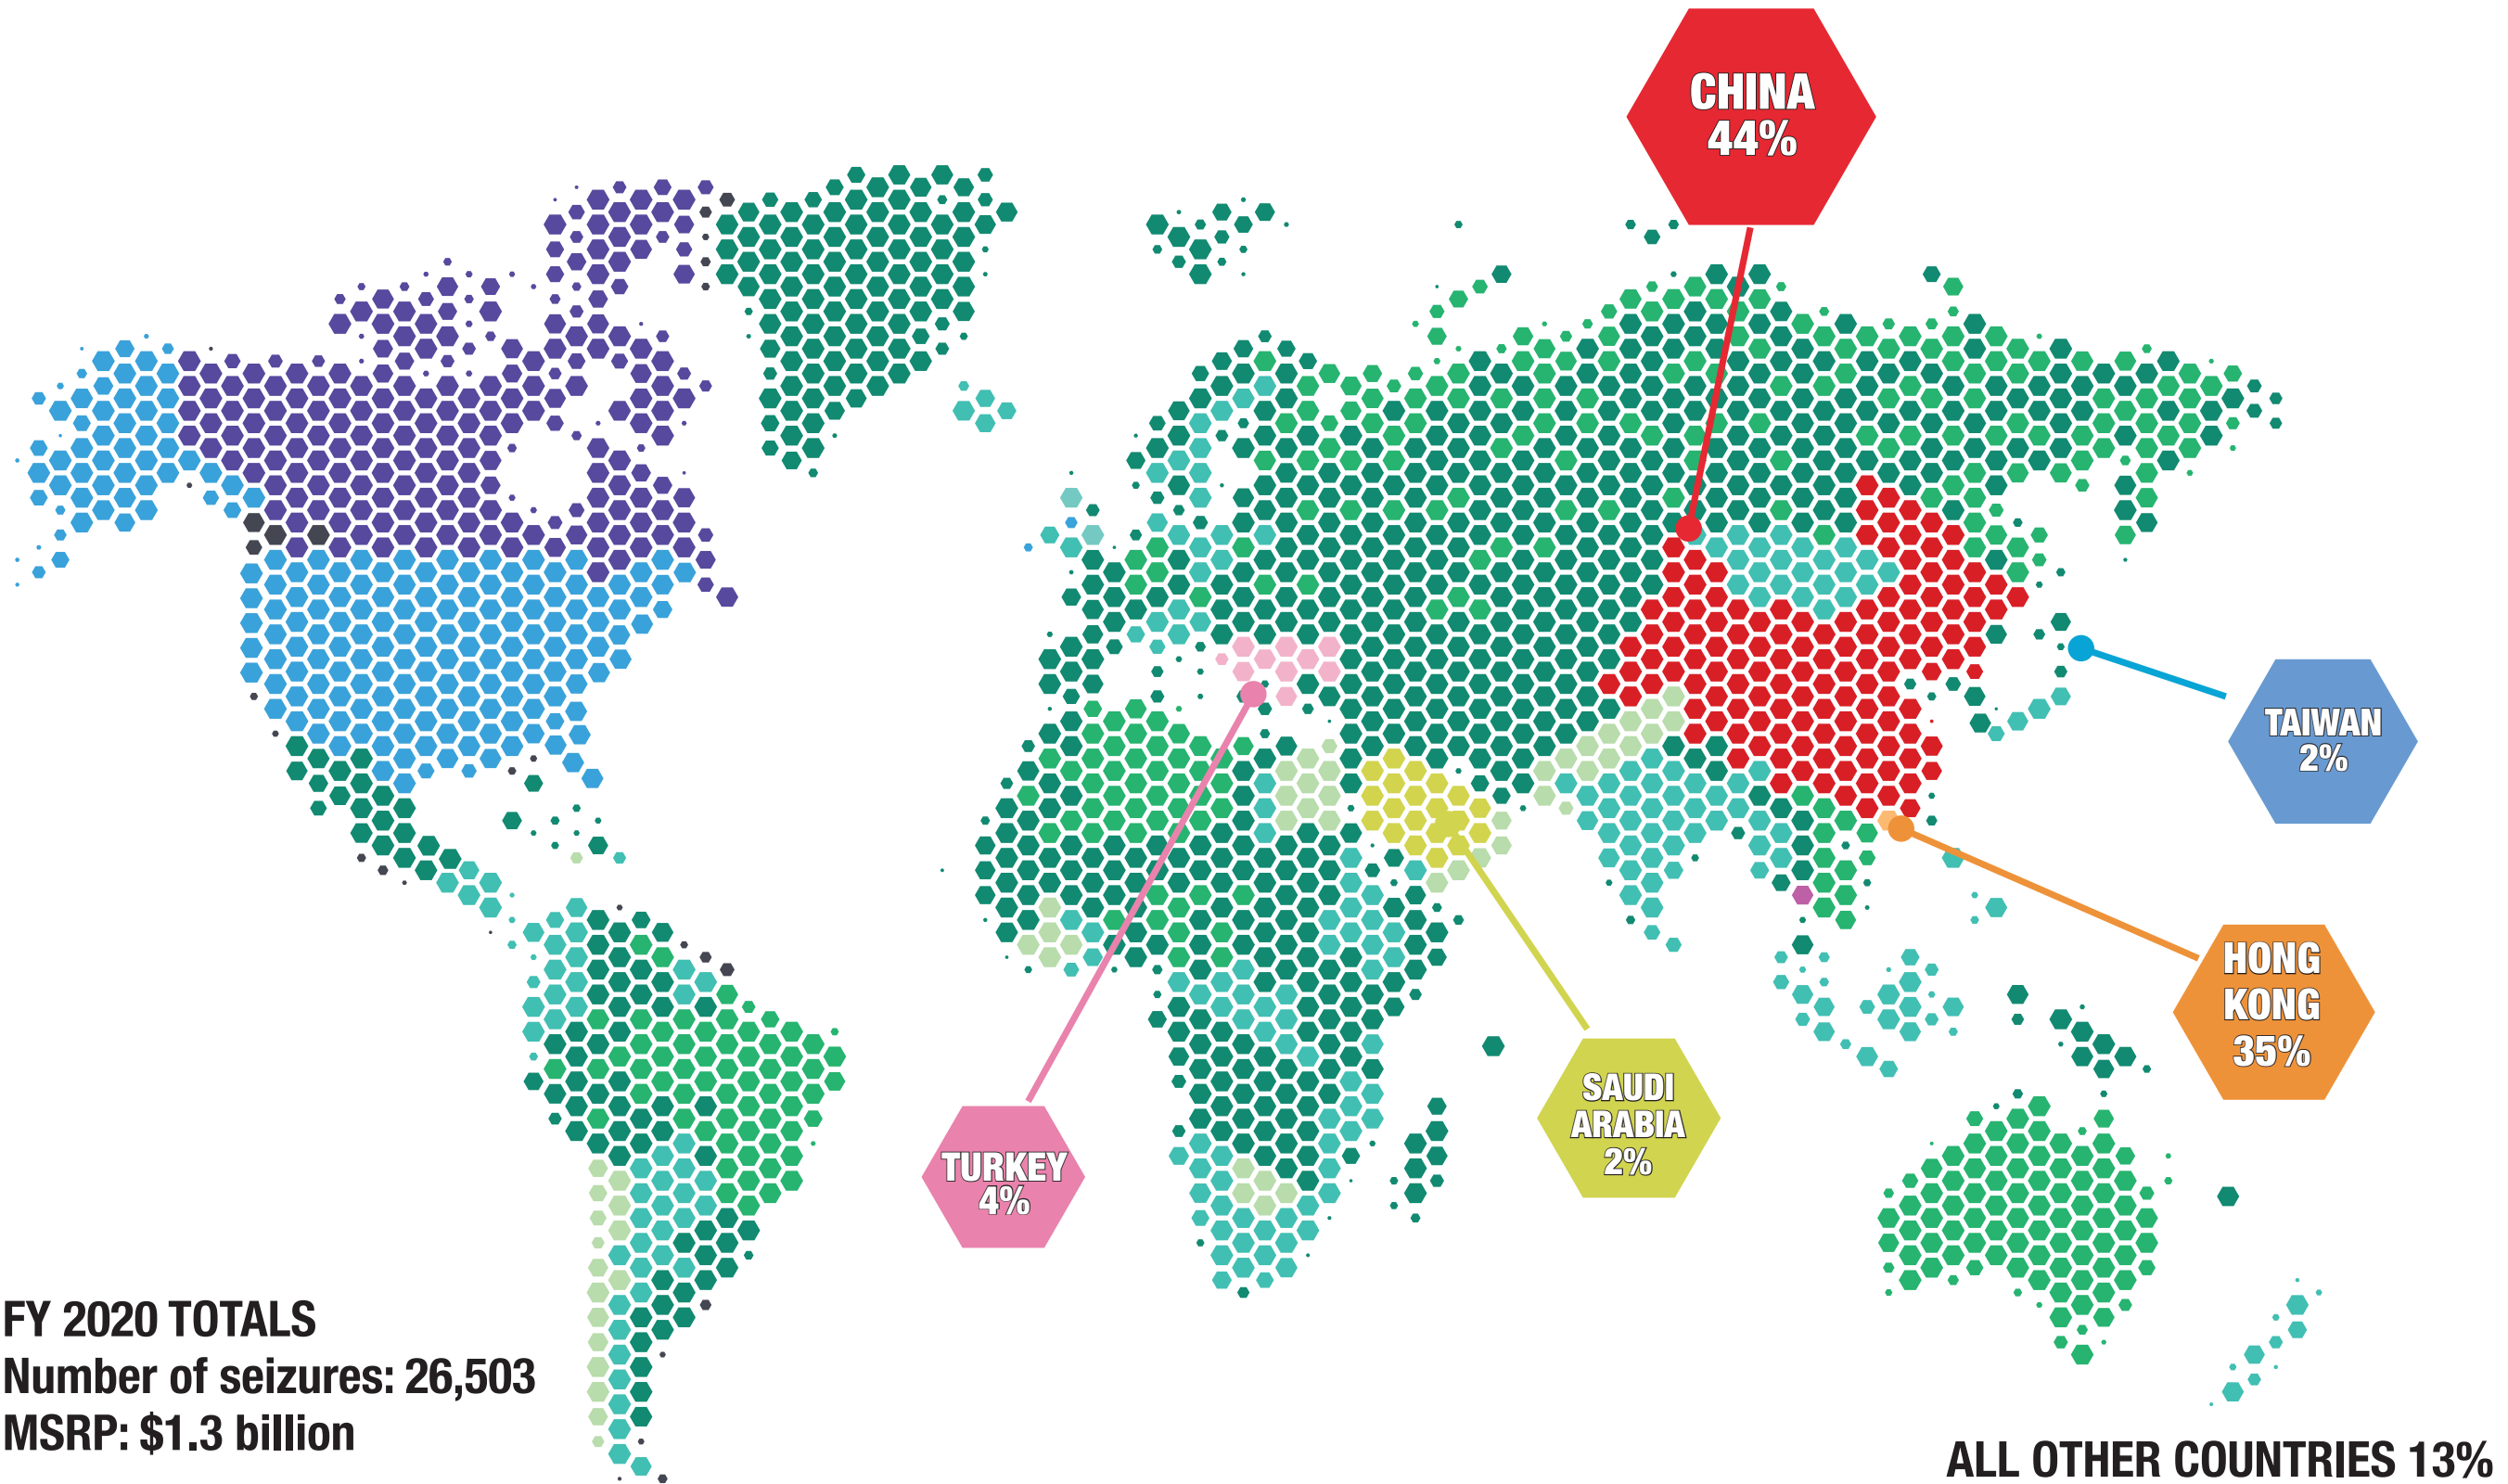 CHINA
44%
TAIWAN
2%
HONG
KONG
35%
SAUDI
ARABIA
2%
TURKEY
4%
FY 2020 TOTALS
Number of seizures: 26,503
MSRP: $1.3 billion
ALL OTHER COUNTRIES 13%